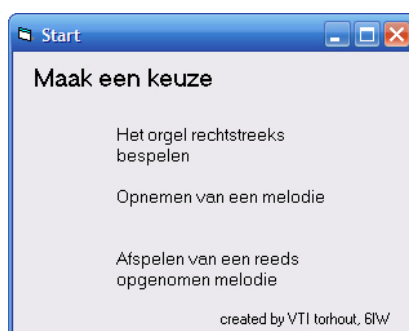 Start
Maak een keuze
Het orgel rechtstreeks
bespelen
Opnemen van een melodie
Afspelen van een reeds
opgenomen melodie
created by VTI torhout, 6IW